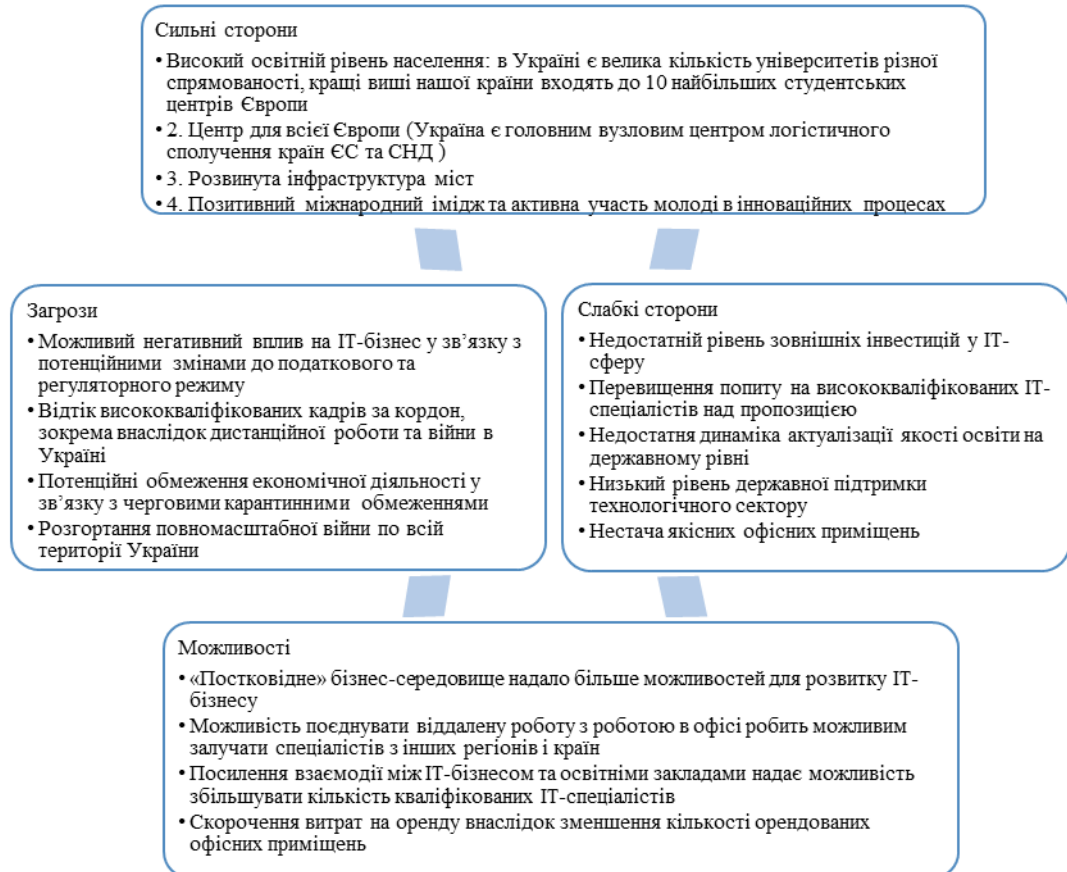 Сильні сторони
• Високий освітній рівень населення: в Україні є велика кількість університетів різної
спрямованості, кращі виші нашої країни входять до 10 найбільших студентських
центрів Європи
• 2. Центр для всієї Європи (Україна є головним вузловим центром логістичного
сполучення країн ЄС та СНД )
• 3. Розвинута інфраструктура міст
• 4. Позитивний міжнародний імідж та активна участь молоді в інноваційних процесах
Загрози
• Можливий негативний вплив на ІТ-бізнес у зв’язку з
потенційними змінами до податкового та
регуляторного режиму
• Відтік висококваліфікованих кадрів за кордон,
зокрема внаслідок дистанційної роботи та війни в
Україні
• Потенційні обмеження економічної діяльності у
зв’язку з черговими карантинними обмеженнями
• Розгортання повномасштабної війни по всій
території України
Слабкі сторони
• Недостатній рівень зовнішніх інвестицій у ІТ-
сферу
• Перевищення попиту на висококваліфікованих ІТ-
спеціалістів над пропозицією
• Недостатня динаміка актуалізації якості освіти на
державному рівні
• Низький рівень державної підтримки
технологічного сектору
• Нестача якісних офісних приміщень
Можливості
• «Постковідне» бізнес-середовище надало більше можливостей для розвитку ІТ-
бізнесу
• Можливість поєднувати віддалену роботу з роботою в офісі робить можливим
залучати спеціалістів з інших регіонів і країн
• Посилення взаємодії між ІТ-бізнесом та освітніми закладами надає можливість
збільшувати кількість кваліфікованих ІТ-спеціалістів
• Скорочення витрат на оренду внаслідок зменшення кількості орендованих
офісних приміщень